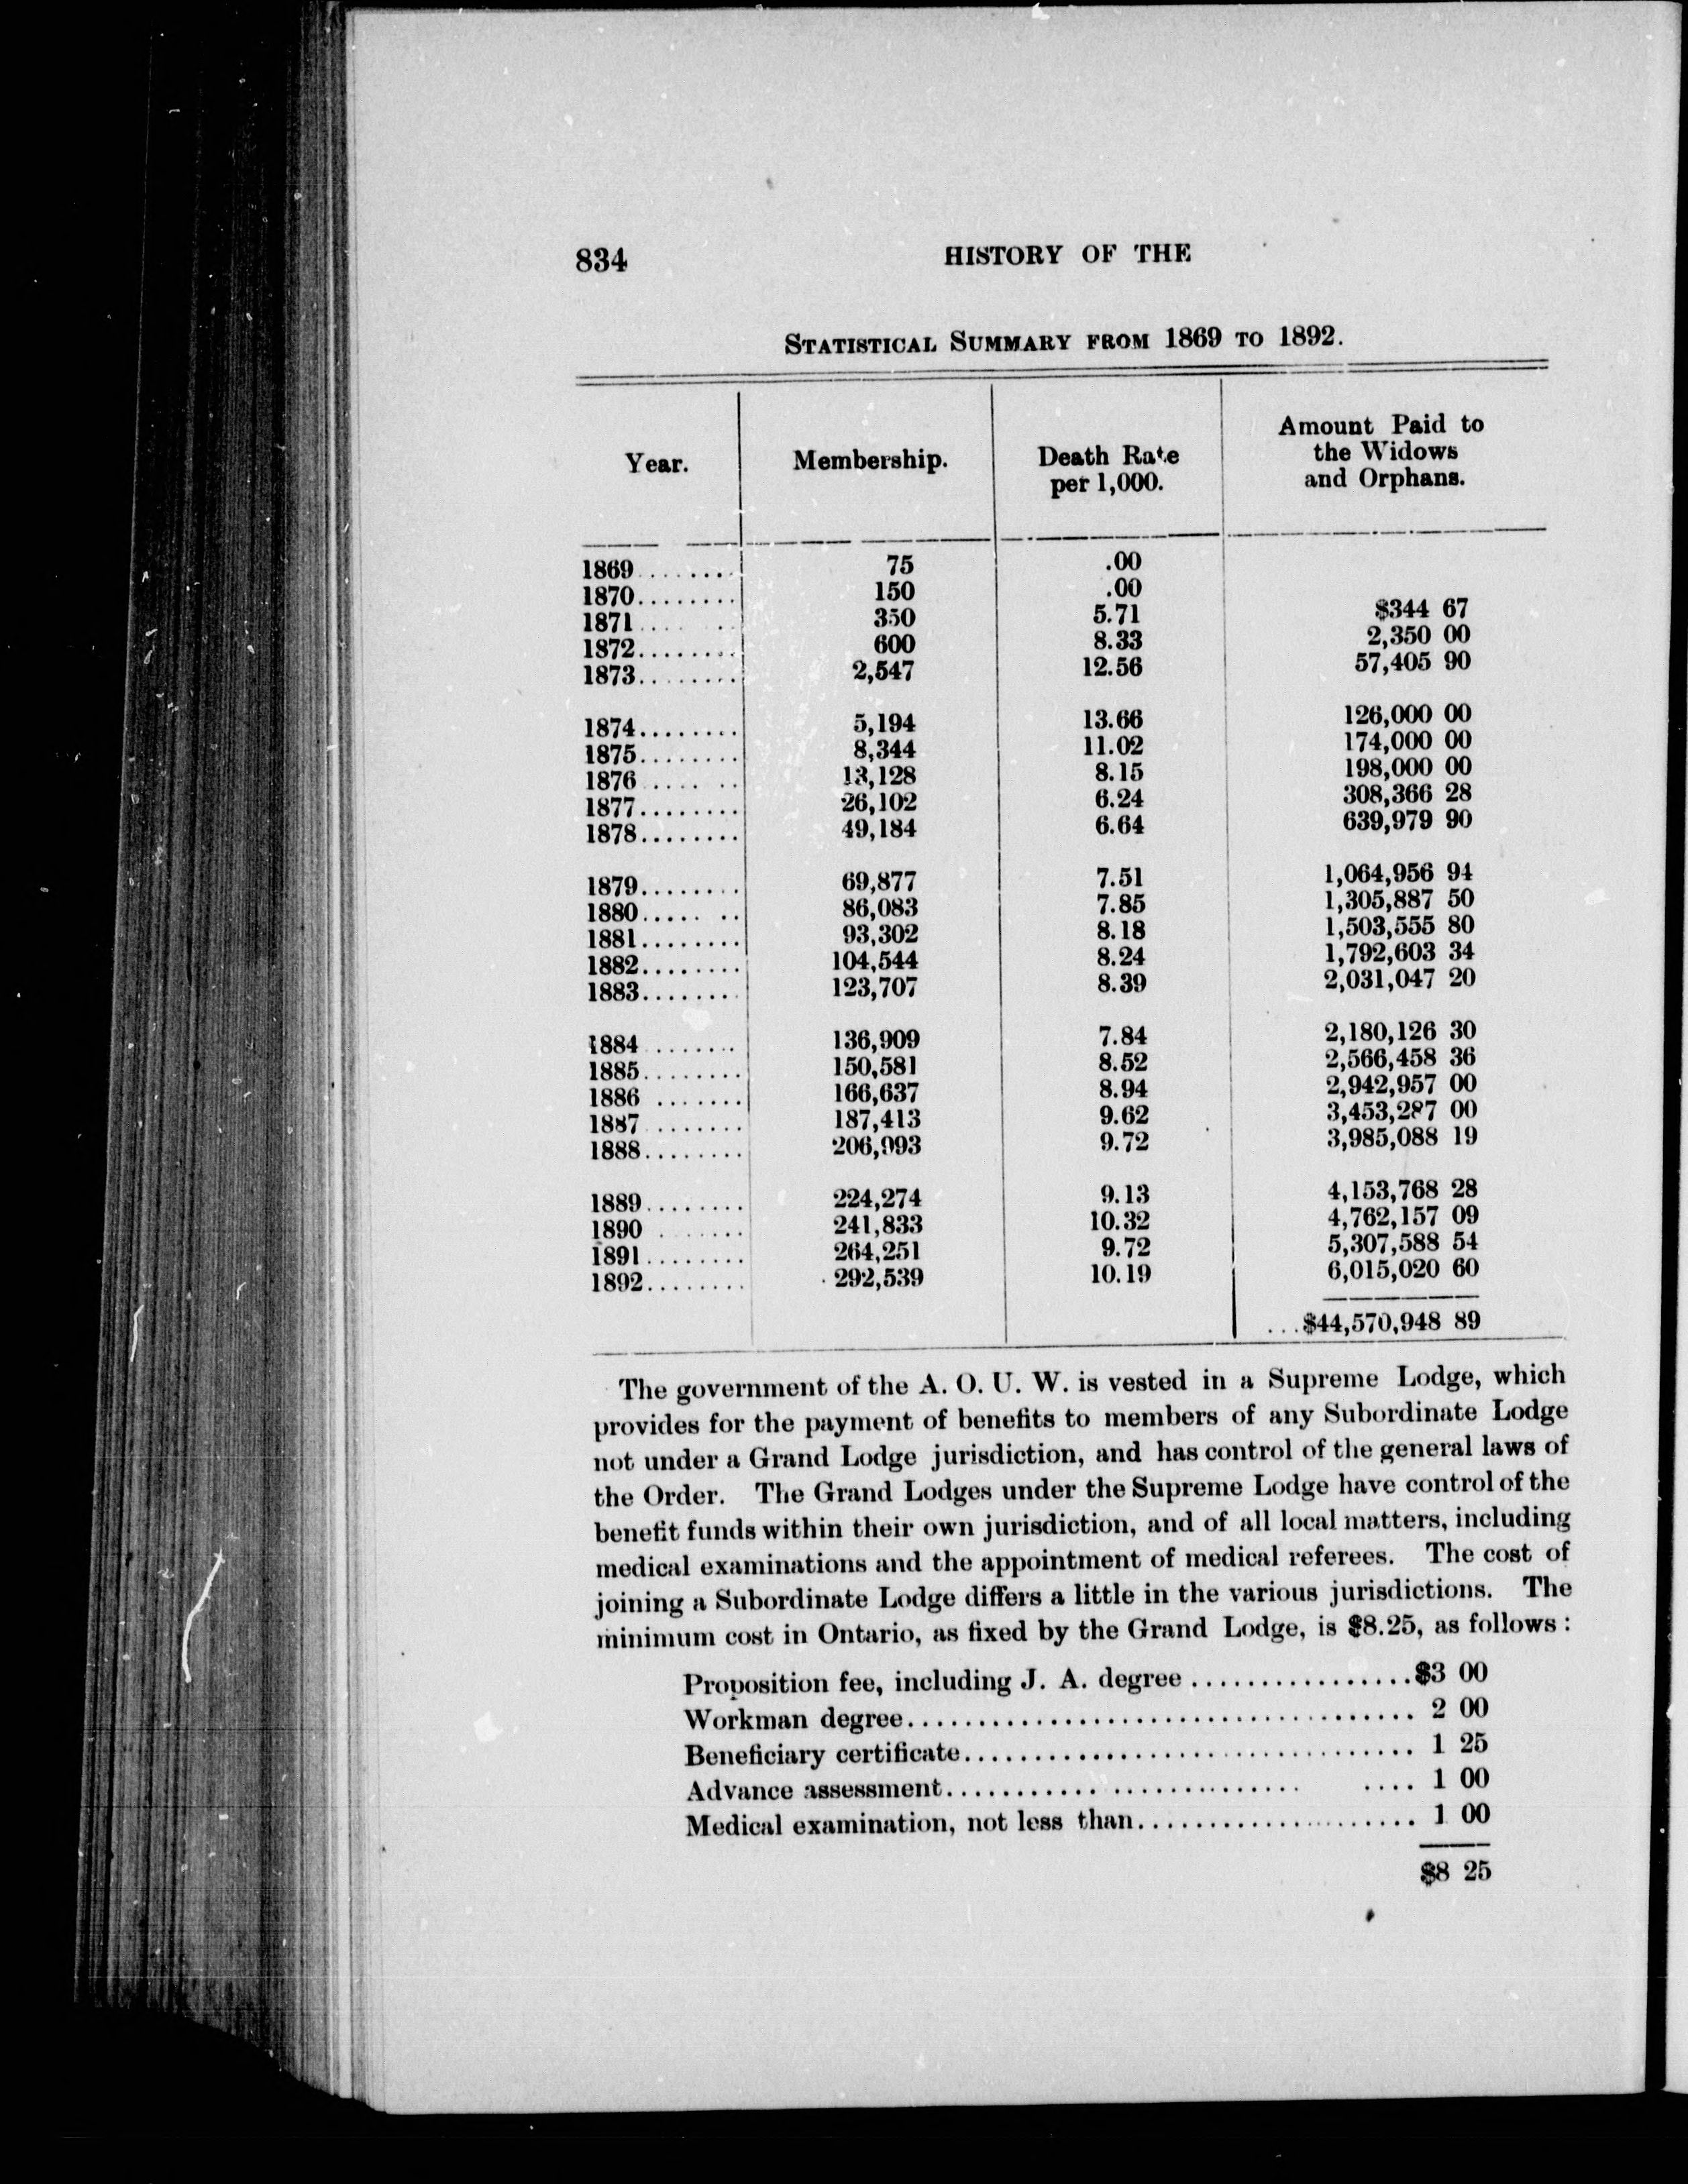 834 HISTORY OF THE
STATISTICAL SUMMARY FROM 1869 TO 1892.
Year. Membership. Death Rate per 1,000. Amount Paid to the Widows and Orphans.
1869........ 75 .00
1870........ 150 .00
1871.... .. 350 5.71 $344 67
1872........ 600 8.33 2,350 00
1873........ 2,547 12.56 57,405 90
1874........ 5,194 13.66 126,000 00
1875........ 8,344 11.02 174,000 00
1876 .... .. 13,128 8.15 198,000 00
1877........ 26,102 6.24 308,366 28
1878........ 49,184 6.64 639,979 90
1879........ 69,877 7.51 1,064,956 94
1880..... .. 86,083 7.85 1,305,887 50
1881........ 93,302 8.18 1,503,555 80
1882........ 104,544 8.24 1,792,603 34
1883........ 123,707 8.39 2,031,047 20
1884 ....... 136,909 7.84 2,180,126 30
1885........ 150,581 8.52 2,566,458 36
1886 ....... 166,637 8.94 2,942,957 00
1887 ....... 187,413 9.62 3,453,287 00
1888........ 206,993 9.72 3,985,088 19
1889........ 224,274 9.13 4,153,768 28
1890 ....... 241,833 10.32 4,762,157 09
1891........ 264,251 9.72 5,307,588 54
1892........ 292,539 10.19 6,015,020 60
...$44,570,948 89
The government of the A. O. U. W. is vested in a Supreme Lodge, which
provides for the payment of benefits to members of any Subordinate Lodge
not under a Grand Lodge jurisdiction, and has control of the general laws of
the Order. The Grand Lodges under the Supreme Lodge have control of the
benefit funds within their own jurisdiction, and of all local matters, including
medical examinations and the appointment of medical referees. The cost of
joining a Subordinate Lodge differs a little in the various jurisdictions. The
minimum cost in Ontario, as fixed by the Grand Lodge, is $8.25, as follows :
Proposition fee, including J. A. degree ................$3 00
Workman degree.................................... 2 00
Beneficiary certificate................................ 1 25
Advance assessment......................... .... 1 00
Medical examination, not less than.................... 1 00
$8 25